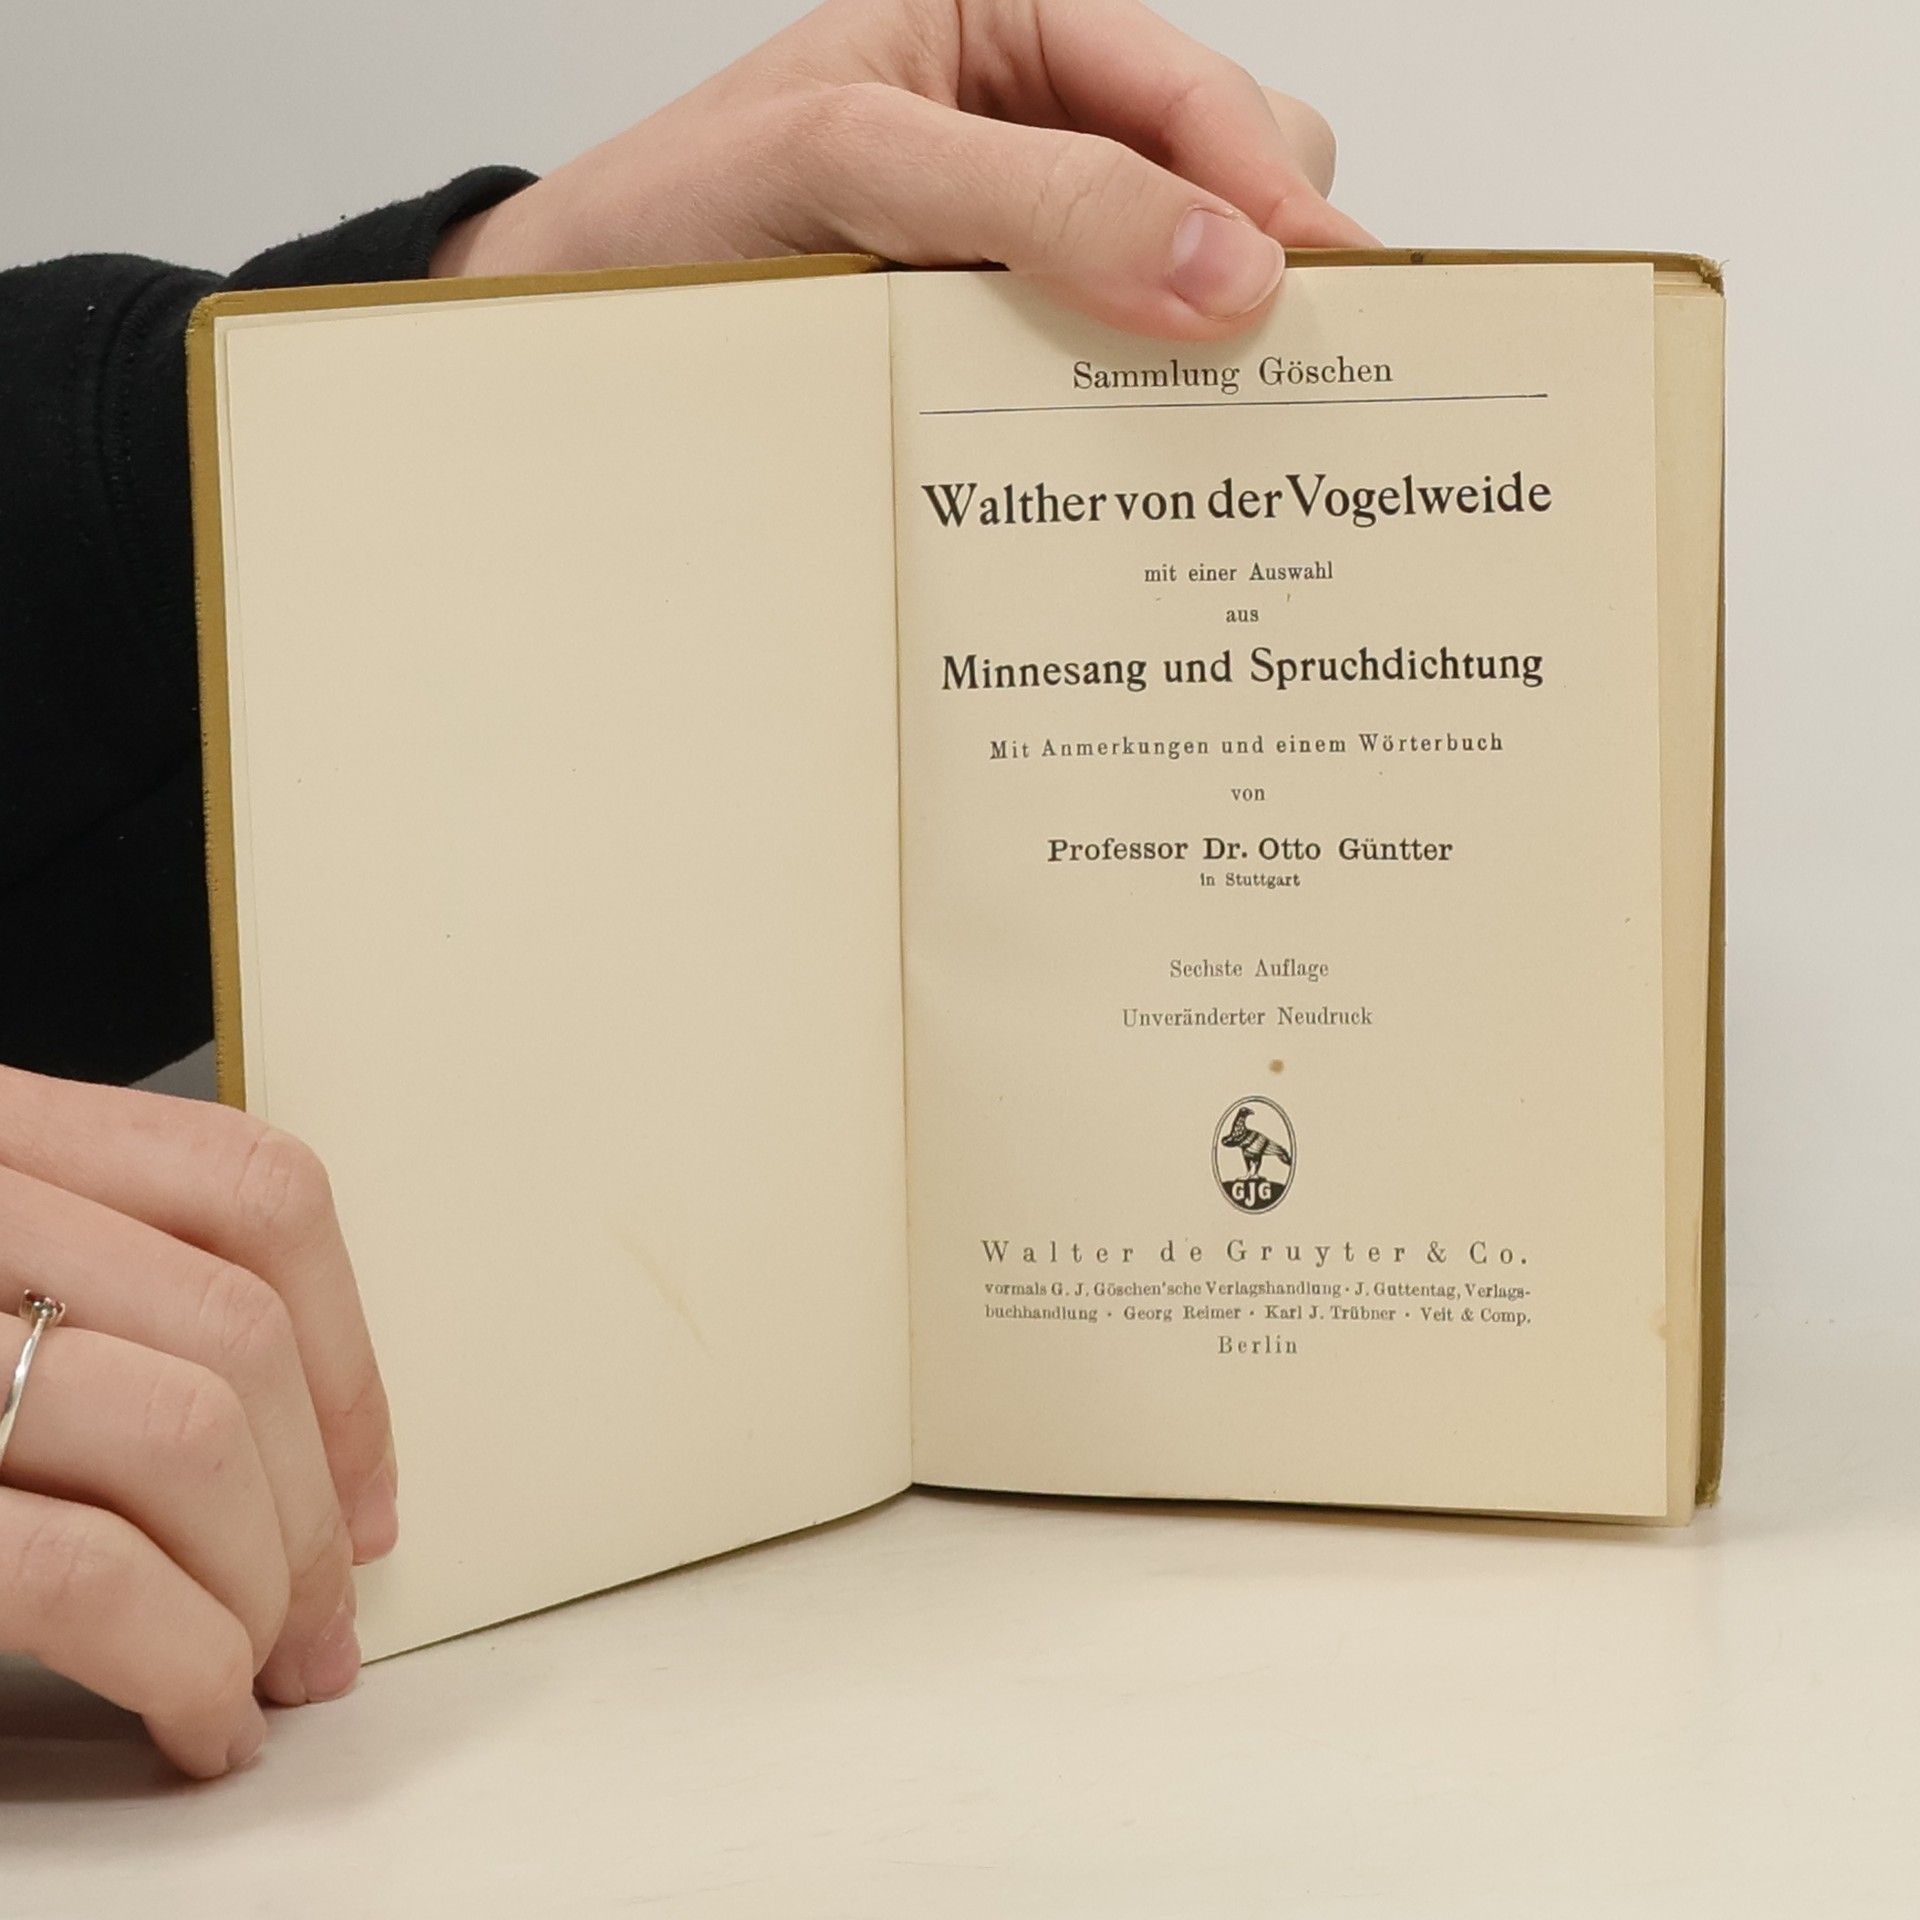 Sammlung Göschen
Walther von der Vogelweide
mit einer Auswahl
aus
Minnesang und Spruchdichtung
Mit Anmerkungen und einem Wörterbuch
von
Professor Dr. Otto Güntter
in Stuttgart
Sechste Auflage
Unveränderter Neudruck
GJG
Walter de Gruyter & Co.
vormals G. J. Göschen'sche Verlagshandlung · J. Guttentag, Verlags-
buchhandlung · Georg Reimer · Karl J. Trübner · Veit & Comp.
Berlin